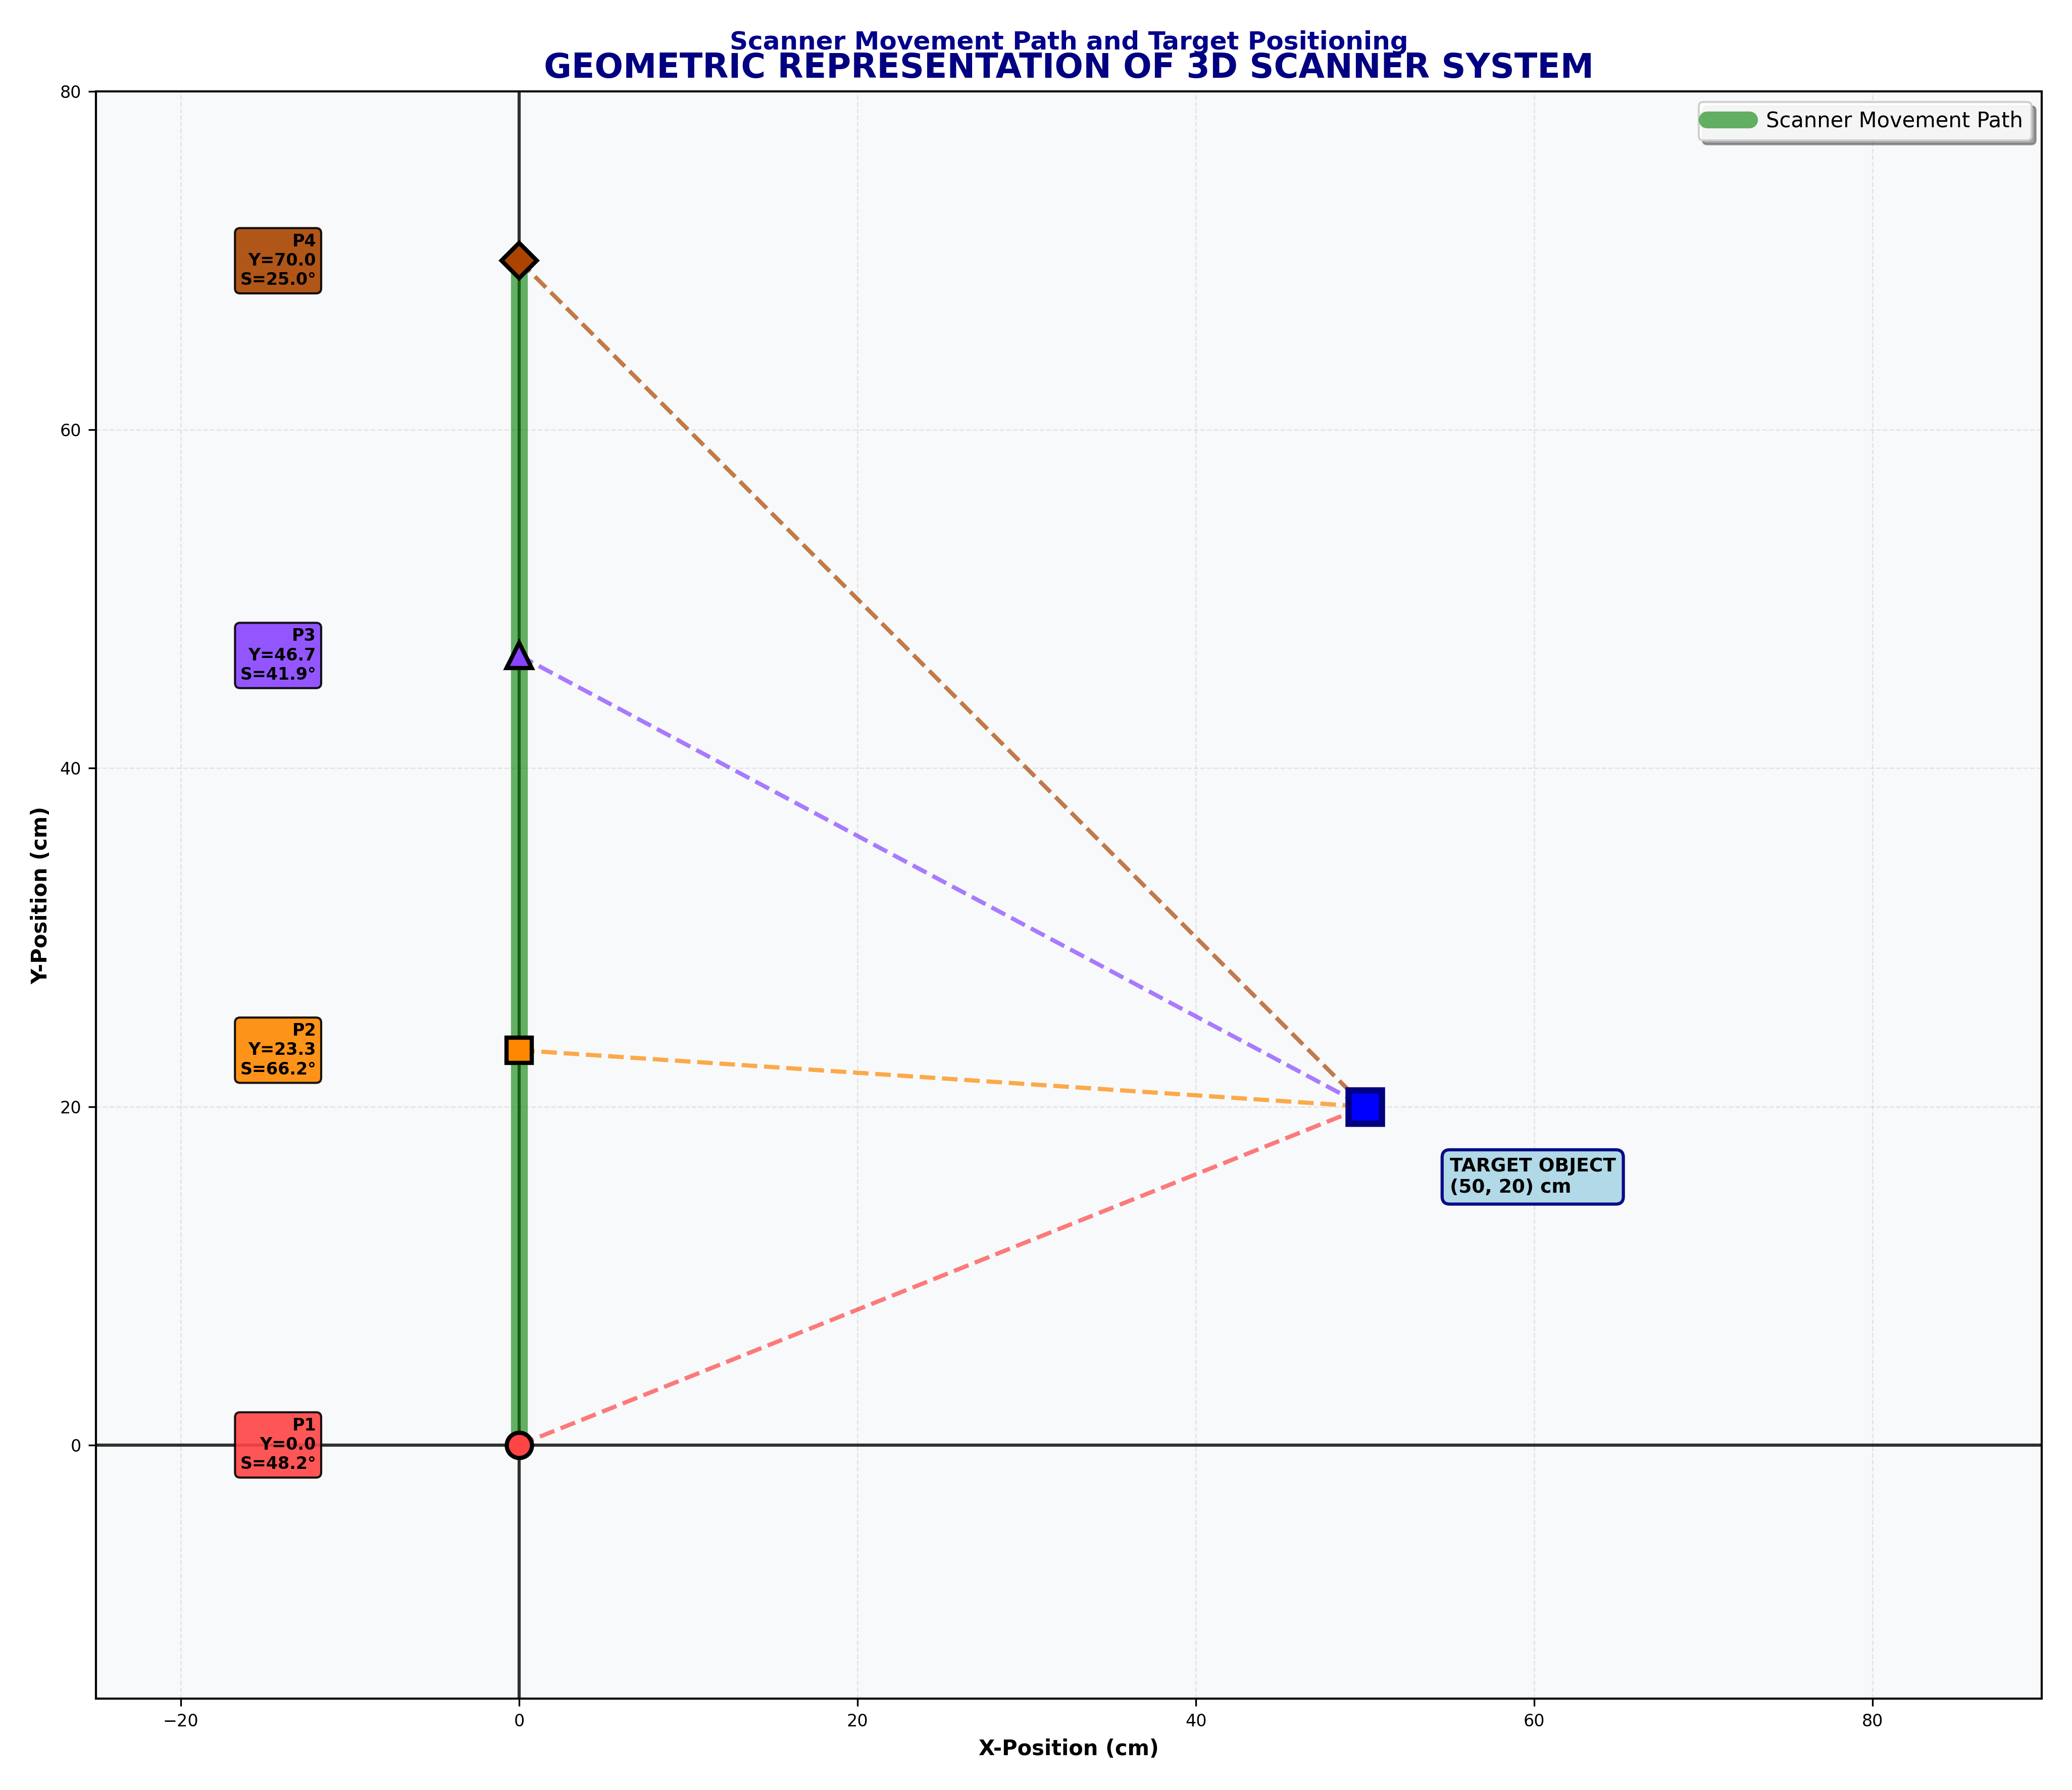 Scanner Movement Path and Target Positioning
GEOMETRIC REPRESENTATION OF 3D SCANNER SYSTEM
80
Scanner Movement Path
P4
Y=70.0
S=25.0°
60
P3
Y=46.7
S=41.9°
40
P2
Y=23.3
S=66.2°
20
TARGET OBJECT
(50, 20) cm
P1
Y=0.0
S=48.2°
0
Y-Position (cm)
−20 0 20 40 60 80
X-Position (cm)